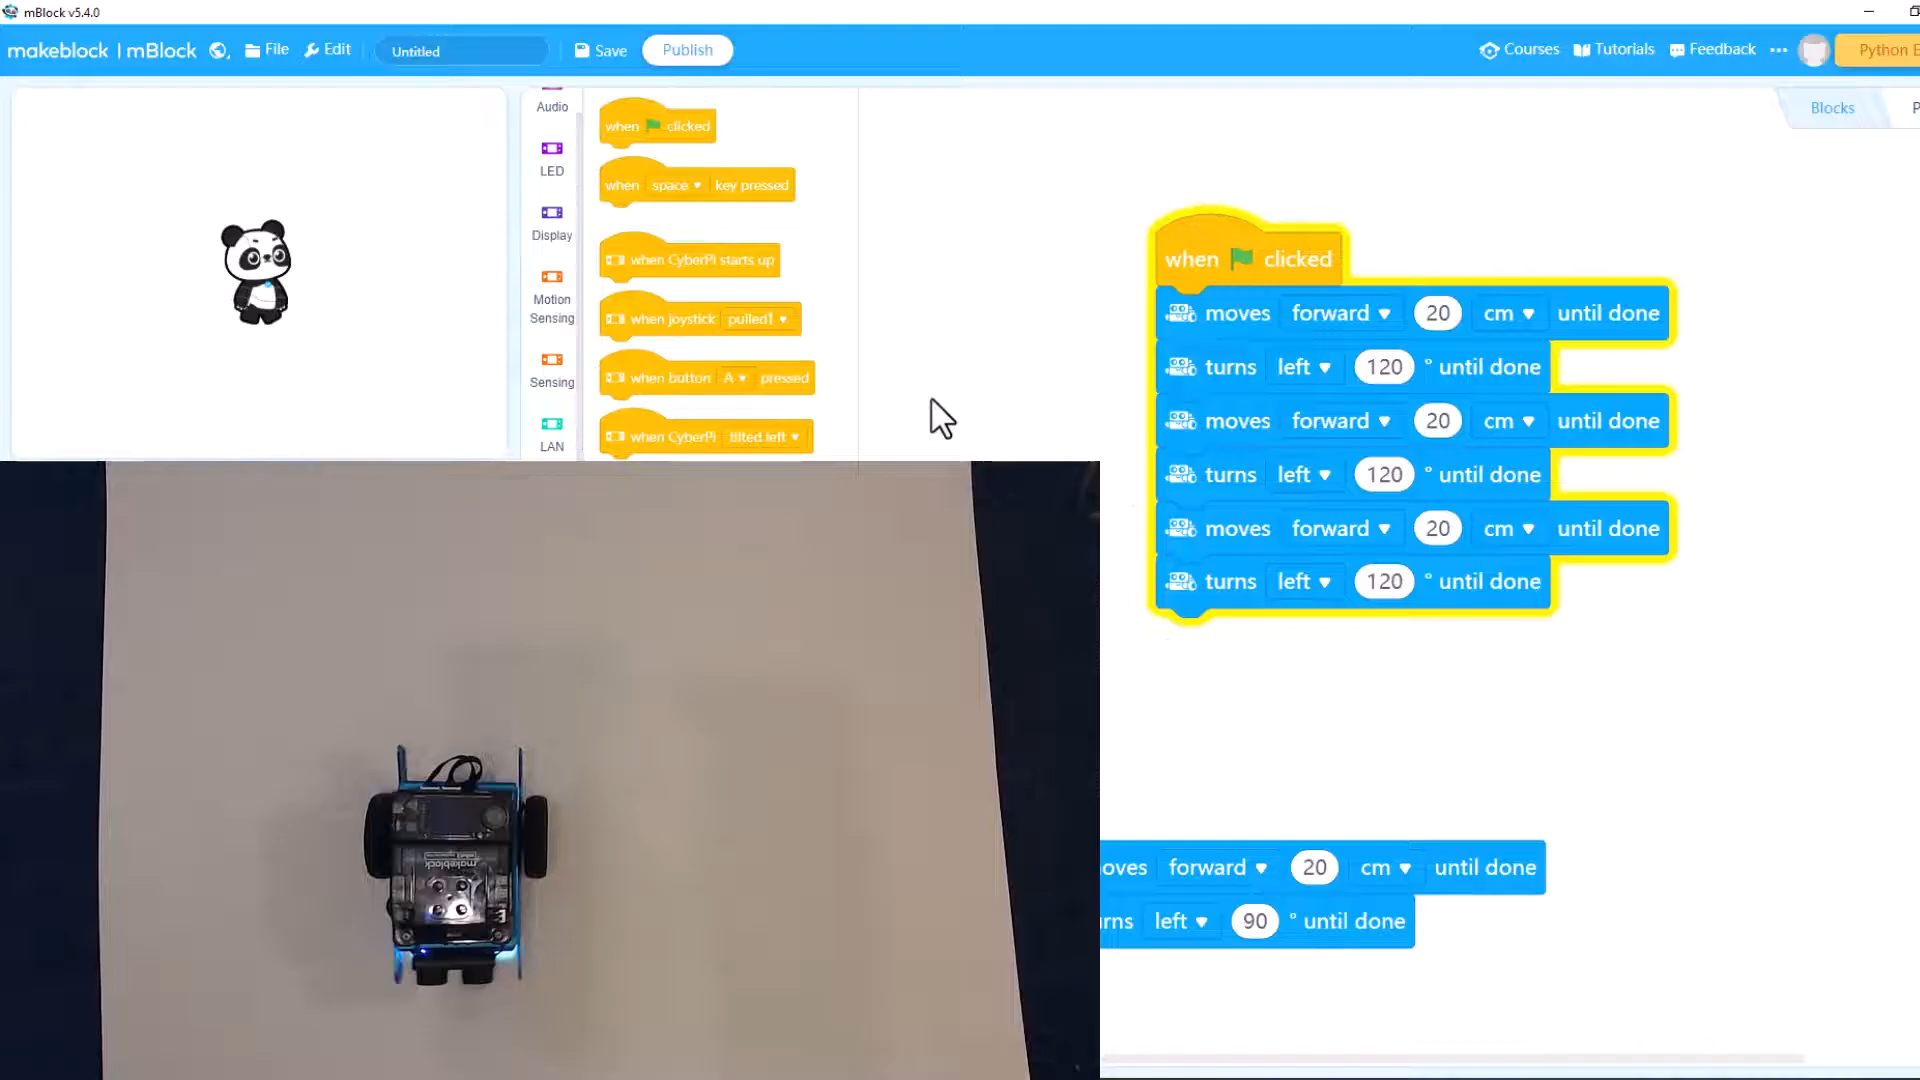 mBlock v5.4.0
makeblock | mBlock File Edit Untitled Save Publish Courses Tutorials Feedback ••• Python E
Blocks P
Audio
LED
Display
Motion
Sensing
Sensing
LAN
when clicked
when space ▾ key pressed
when CyberPi starts up
when joystick pulled↑ ▾
when button A ▾ pressed
when CyberPi tilted left ▾
when clicked
moves forward ▾ 20 cm ▾ until done
turns left ▾ 120 ° until done
moves forward ▾ 20 cm ▾ until done
turns left ▾ 120 ° until done
moves forward ▾ 20 cm ▾ until done
turns left ▾ 120 ° until done
makeblock
oves forward ▾ 20 cm ▾ until done
urns left ▾ 90 ° until done